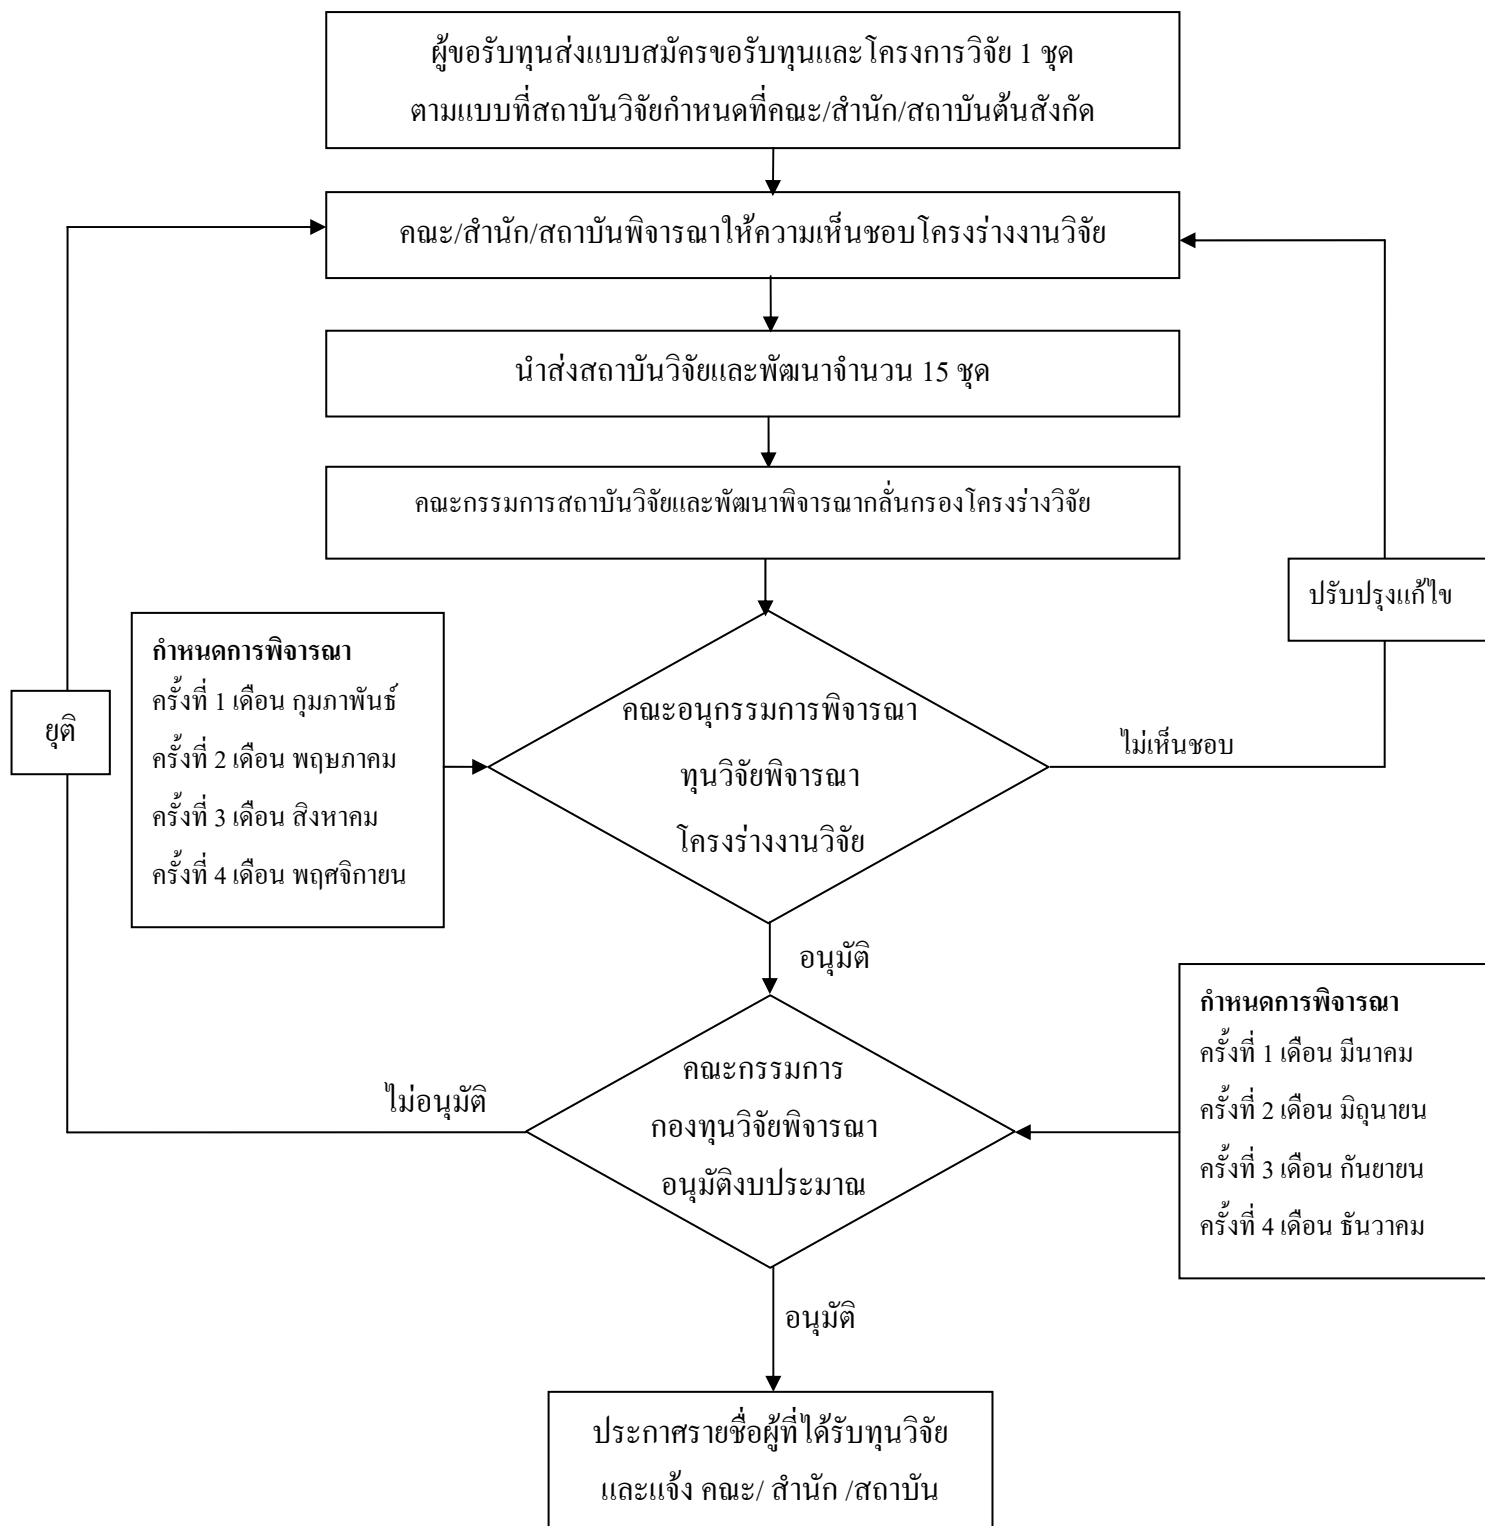 ผู้ขอรับทุนส่งแบบสมัครขอรับทุนและโครงการวิจัย 1 ชุด
ตามแบบที่สถาบันวิจัยกำหนดที่คณะ/สำนัก/สถาบันต้นสังกัด
คณะ/สำนัก/สถาบันพิจารณาให้ความเห็นชอบโครงร่างงานวิจัย
นำส่งสถาบันวิจัยและพัฒนาจำนวน 15 ชุด
คณะกรรมการสถาบันวิจัยและพัฒนาพิจารณากลั่นกรองโครงร่างวิจัย
ปรับปรุงแก้ไข
กำหนดการพิจารณา
ครั้งที่ 1 เดือน กุมภาพันธ์
ครั้งที่ 2 เดือน พฤษภาคม
ครั้งที่ 3 เดือน สิงหาคม
ครั้งที่ 4 เดือน พฤศจิกายน
ยุติ
คณะอนุกรรมการพิจารณา
ทุนวิจัยพิจารณา
โครงร่างงานวิจัย
ไม่เห็นชอบ
อนุมัติ
กำหนดการพิจารณา
ครั้งที่ 1 เดือน มีนาคม
ครั้งที่ 2 เดือน มิถุนายน
ครั้งที่ 3 เดือน กันยายน
ครั้งที่ 4 เดือน ธันวาคม
คณะกรรมการ
กองทุนวิจัยพิจารณา
อนุมัติงบประมาณ
ไม่อนุมัติ
อนุมัติ
ประกาศรายชื่อผู้ที่ได้รับทุนวิจัย
และแจ้ง คณะ/ สำนัก /สถาบัน